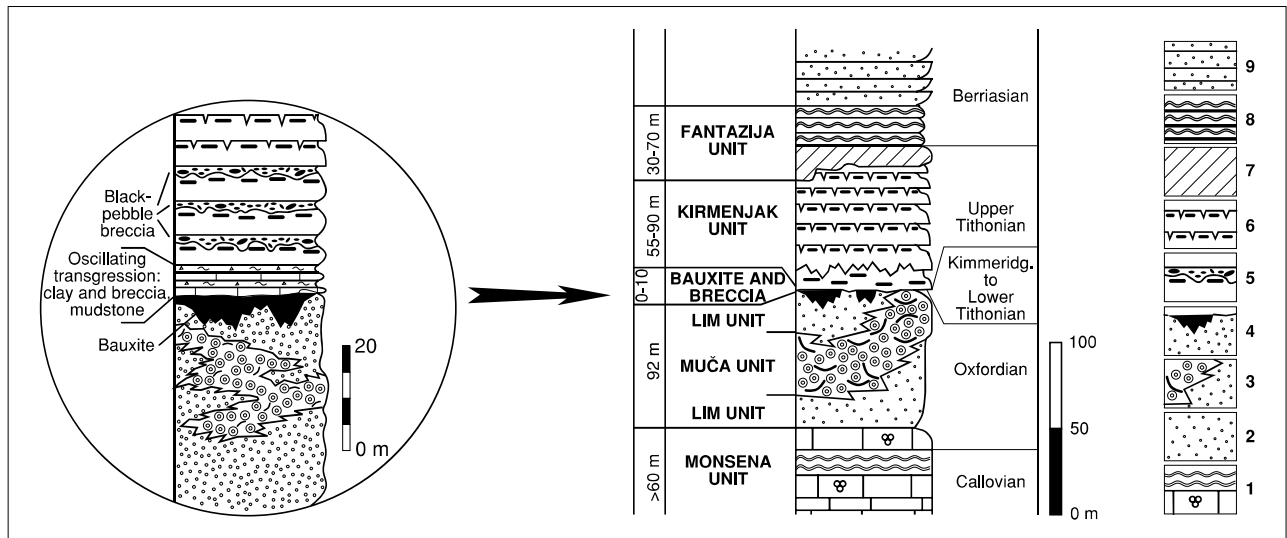 Black-
pebble
breccia
Oscillating
transgression:
clay and breccia,
mudstone
Bauxite
20
0 m
30-70 m
FANTAZIJA
UNIT
55-90 m
KIRMENJAK
UNIT
0-10
BAUXITE AND
BRECCIA
92 m
LIM UNIT
MUČA UNIT
LIM UNIT
>60 m
MONSENA
UNIT
Berriasian
Upper
Tithonian
Kimmeridg.
to
Lower
Tithonian
Oxfordian
Callovian
100
50
0 m
9
8
7
6
5
4
3
2
1